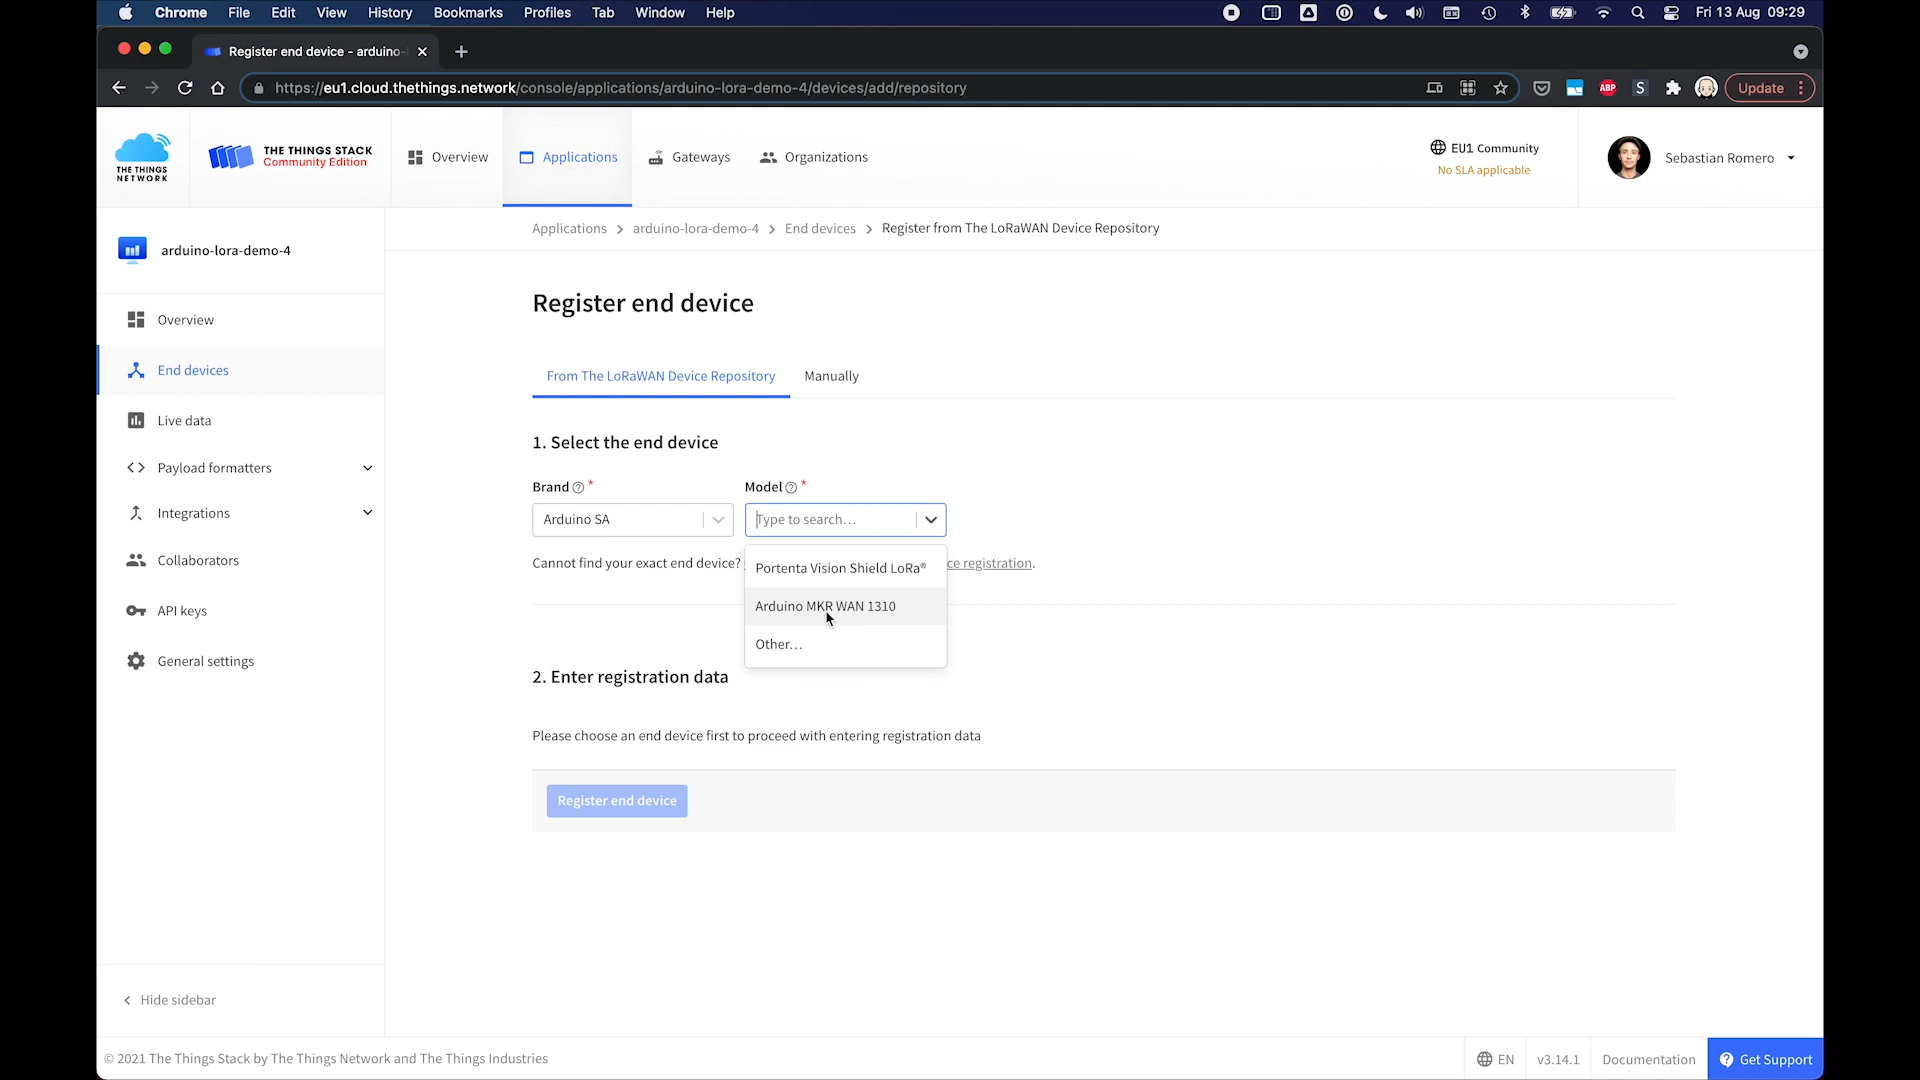 Chrome File Edit View History Bookmarks Profiles Tab Window Help Fri 13 Aug 09:29
Register end device - arduino-
https://eu1.cloud.thethings.network/console/applications/arduino-lora-demo-4/devices/add/repository
ABP
S
Update
THE THINGS NETWORK
THE THINGS STACK
Community Edition
Overview
Applications
Gateways
Organizations
EU1 Community
No SLA applicable
Sebastian Romero
arduino-lora-demo-4
Applications > arduino-lora-demo-4 > End devices > Register from The LoRaWAN Device Repository
Overview
End devices
Live data
Payload formatters
Integrations
Collaborators
API keys
General settings
Hide sidebar
Register end device
From The LoRaWAN Device Repository
Manually
1. Select the end device
Brand *
Model *
Arduino SA
Type to search…
Cannot find your exact end device? ce registration.
Portenta Vision Shield LoRa®
Arduino MKR WAN 1310
Other…
2. Enter registration data
Please choose an end device first to proceed with entering registration data
Register end device
© 2021 The Things Stack by The Things Network and The Things Industries
EN
v3.14.1
Documentation
Get Support